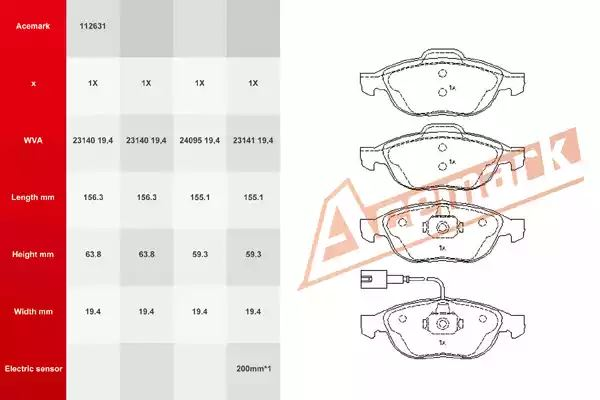 Acemark 112631
x 1X 1X 1X 1X
WVA 23140 19,4 23140 19,4 24095 19,4 23141 19,4
Length mm 156.3 156.3 155.1 155.1
Height mm 63.8 63.8 59.3 59.3
Width mm 19.4 19.4 19.4 19.4
Electric sensor 200mm*1
1x
1x
1x
1x
Acemark